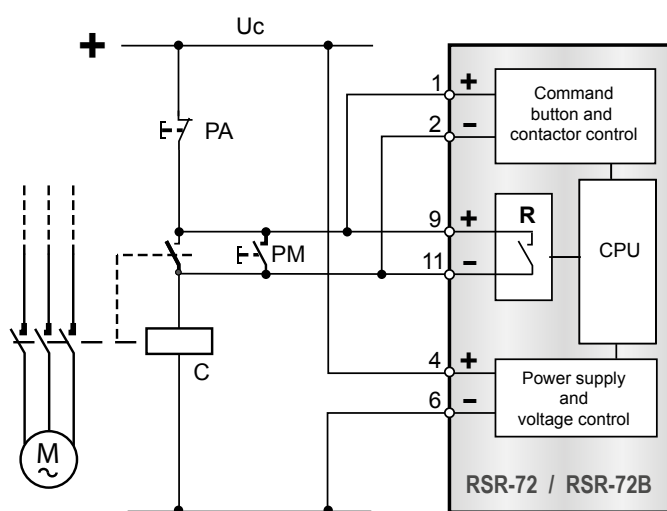 + Uc
PA
1 +
2 −
Command
button and
contactor control
9 +
11 −
R
CPU
PM
C
M
~
4 +
6 −
Power supply
and
voltage control
RSR-72 / RSR-72B